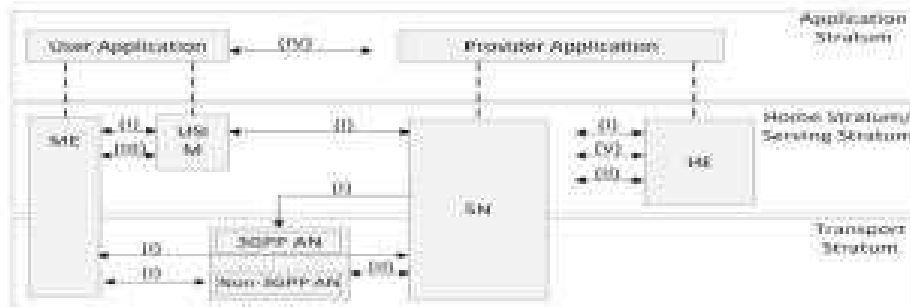 Application
Stratum
User Application
(IV)
Provider Application
Home Stratum/
Serving Stratum
ME
(I)
(III)
USI
M
(I)
SN
(I)
(V)
(II)
HE
(I)
Transport
Stratum
3GPP AN
(I)
(I)
Non-3GPP AN
(II)